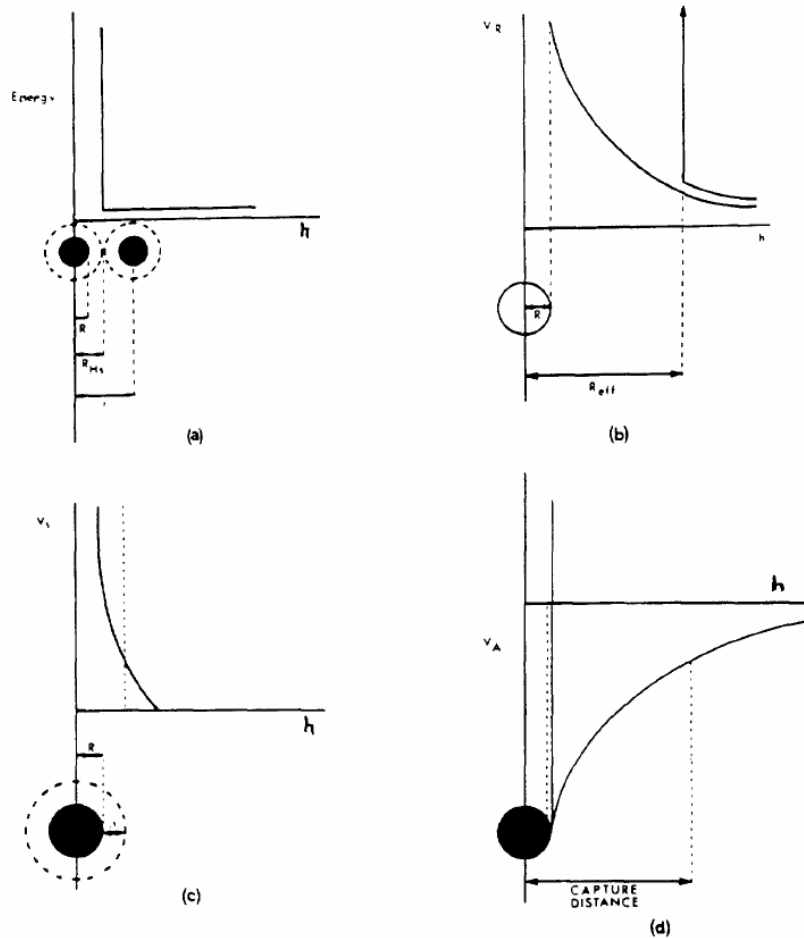 Energy
h
R
R_Hs
(a)
V_R
h
R
R_eff
(b)
V_s
h
R
(c)
h
V_A
CAPTURE
DISTANCE
(d)